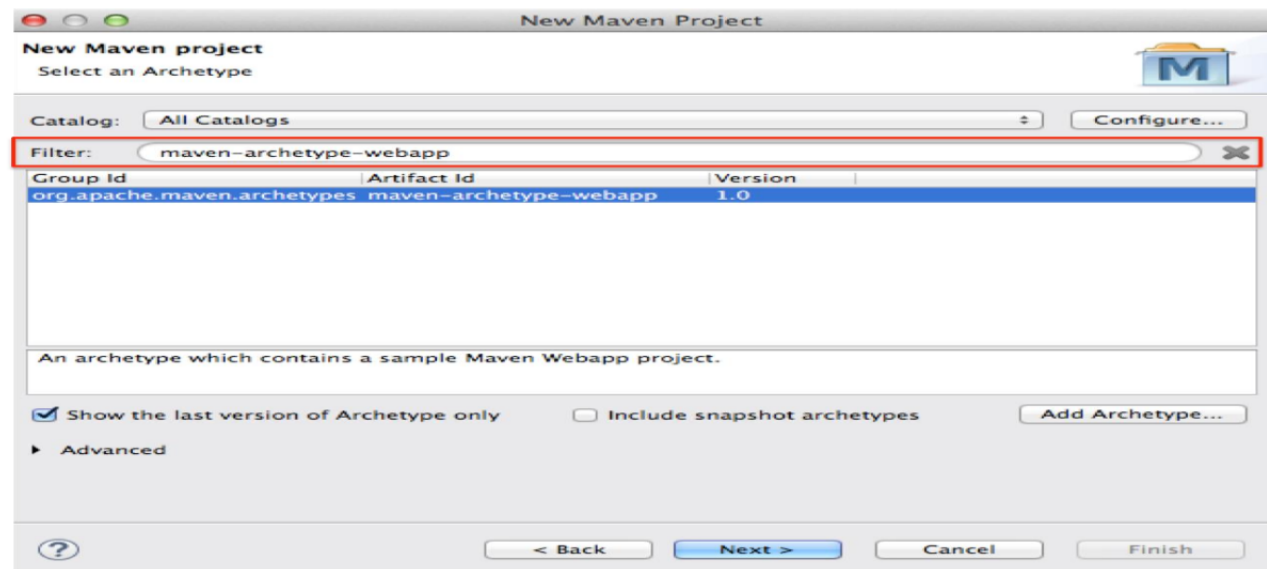 New Maven Project
New Maven project
Select an Archetype
M
Catalog: All Catalogs Configure...
Filter: maven-archetype-webapp
Group Id Artifact Id Version
org.apache.maven.archetypes maven-archetype-webapp 1.0
An archetype which contains a sample Maven Webapp project.
Show the last version of Archetype only Include snapshot archetypes Add Archetype...
Advanced
? < Back Next > Cancel Finish